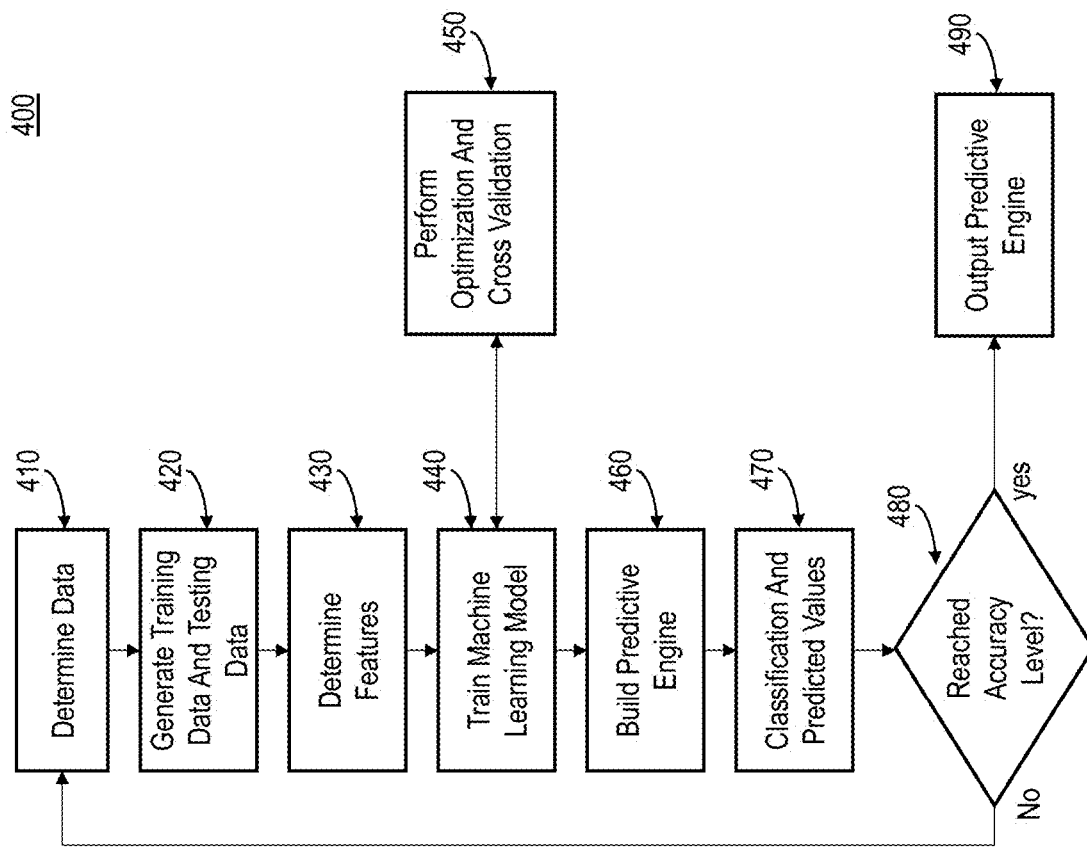 400
410
Determine Data
420
Generate Training
Data And Testing
Data
430
Determine
Features
440
Train Machine
Learning Model
450
Perform
Optimization And
Cross Validation
460
Build Predictive
Engine
470
Classification And
Predicted Values
480
Reached
Accuracy
Level?
No
yes
490
Output Predictive
Engine